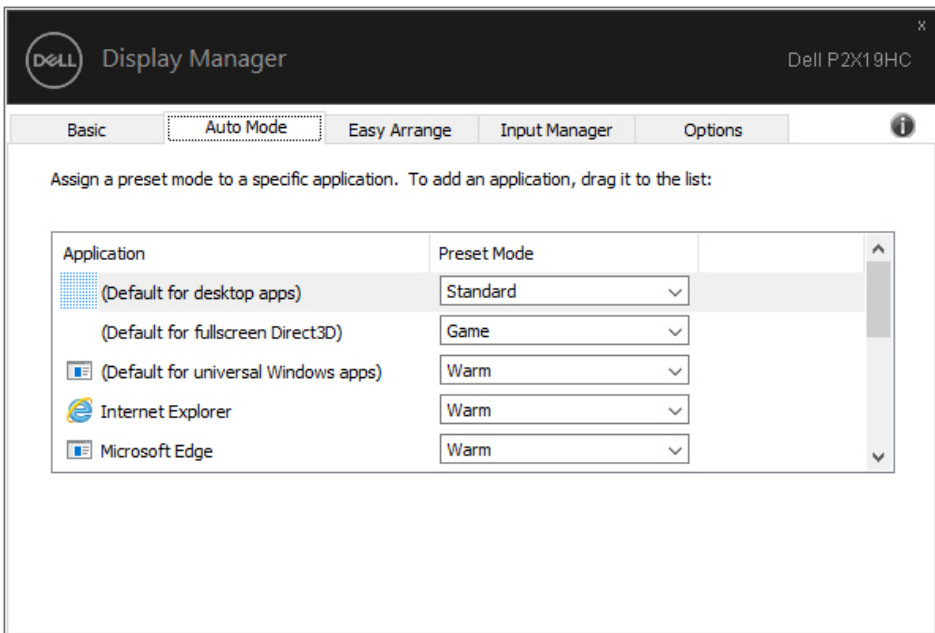 x
DELL Display Manager Dell P2X19HC
Basic Auto Mode Easy Arrange Input Manager Options i
Assign a preset mode to a specific application. To add an application, drag it to the list:
Application Preset Mode
(Default for desktop apps) Standard
(Default for fullscreen Direct3D) Game
(Default for universal Windows apps) Warm
Internet Explorer Warm
Microsoft Edge Warm